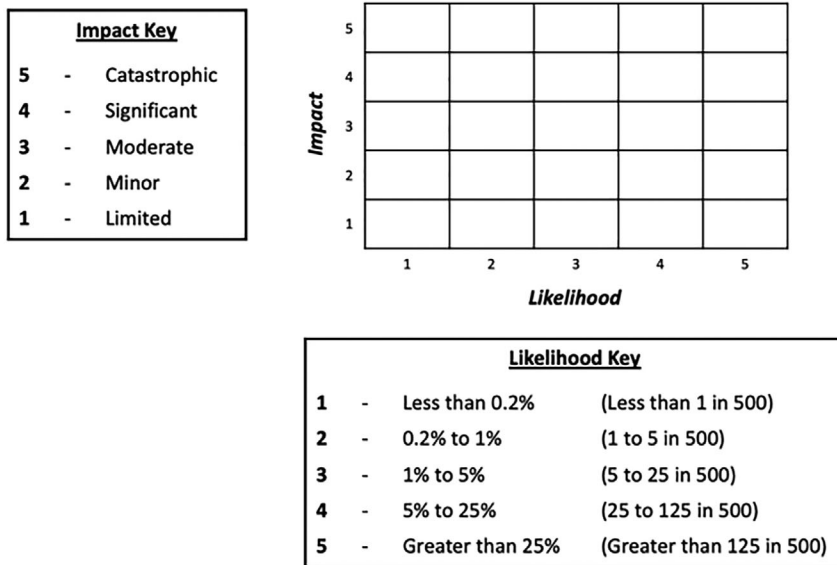 Impact Key
5 - Catastrophic
4 - Significant
3 - Moderate
2 - Minor
1 - Limited
Impact
5
4
3
2
1
1 2 3 4 5
Likelihood
Likelihood Key
1 - Less than 0.2% (Less than 1 in 500)
2 - 0.2% to 1% (1 to 5 in 500)
3 - 1% to 5% (5 to 25 in 500)
4 - 5% to 25% (25 to 125 in 500)
5 - Greater than 25% (Greater than 125 in 500)